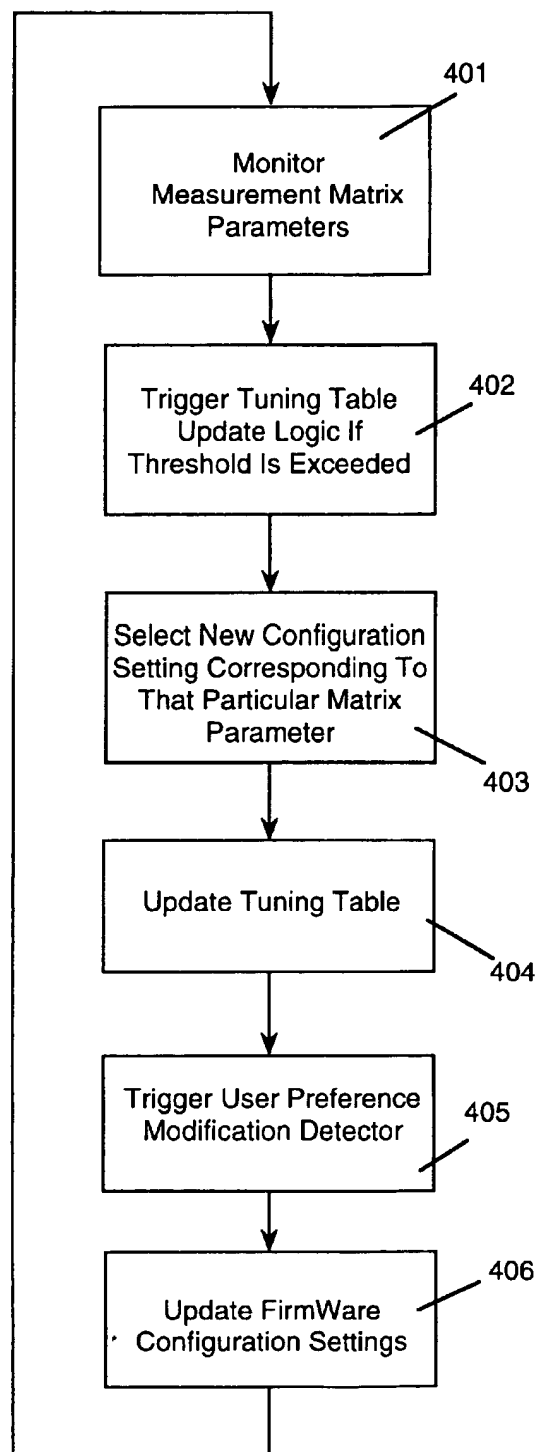 401
Monitor
Measurement Matrix
Parameters
402
Trigger Tuning Table
Update Logic If
Threshold Is Exceeded
Select New Configuration
Setting Corresponding To
That Particular Matrix
Parameter
403
Update Tuning Table
404
Trigger User Preference
Modification Detector
405
406
Update FirmWare
Configuration Settings